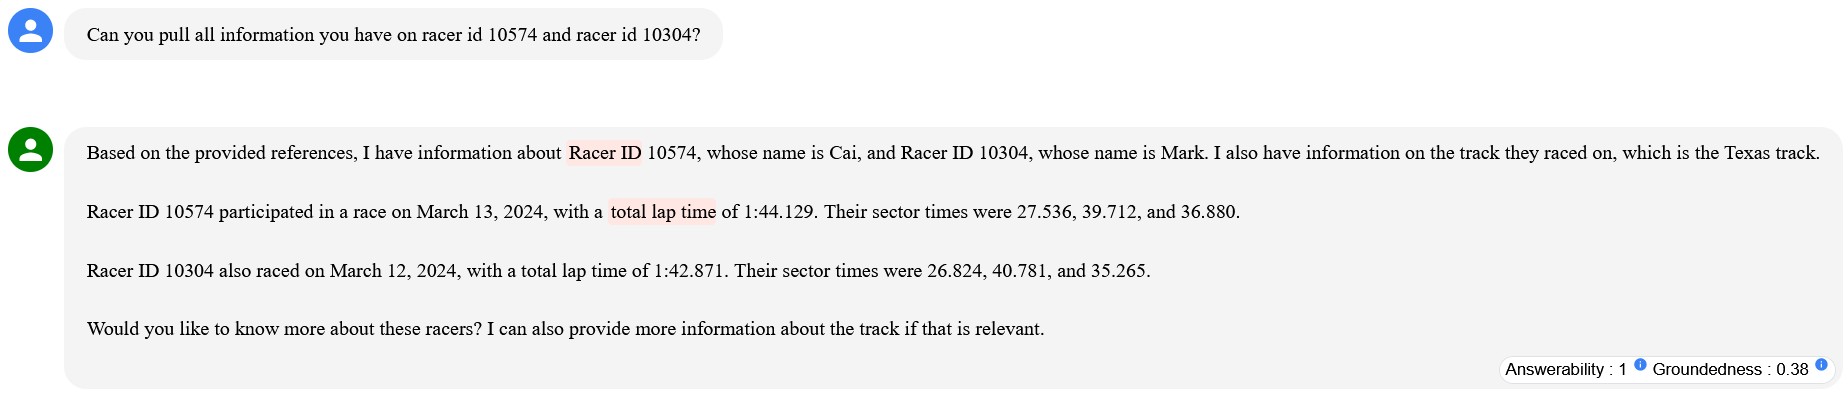 Can you pull all information you have on racer id 10574 and racer id 10304?
Based on the provided references, I have information about Racer ID 10574, whose name is Cai, and Racer ID 10304, whose name is Mark. I also have information on the track they raced on, which is the Texas track.
Racer ID 10574 participated in a race on March 13, 2024, with a total lap time of 1:44.129. Their sector times were 27.536, 39.712, and 36.880.
Racer ID 10304 also raced on March 12, 2024, with a total lap time of 1:42.871. Their sector times were 26.824, 40.781, and 35.265.
Would you like to know more about these racers? I can also provide more information about the track if that is relevant.
Answerability : 1 i Groundedness : 0.38 i